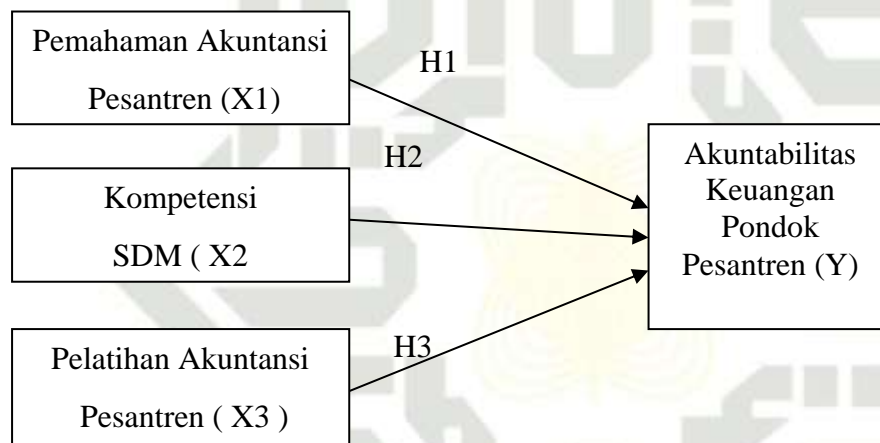 Pemahaman Akuntansi
Pesantren (X1)
H1
H2
Kompetensi
SDM ( X2
Akuntabilitas
Keuangan
Pondok
Pesantren (Y)
H3
Pelatihan Akuntansi
Pesantren ( X3 )